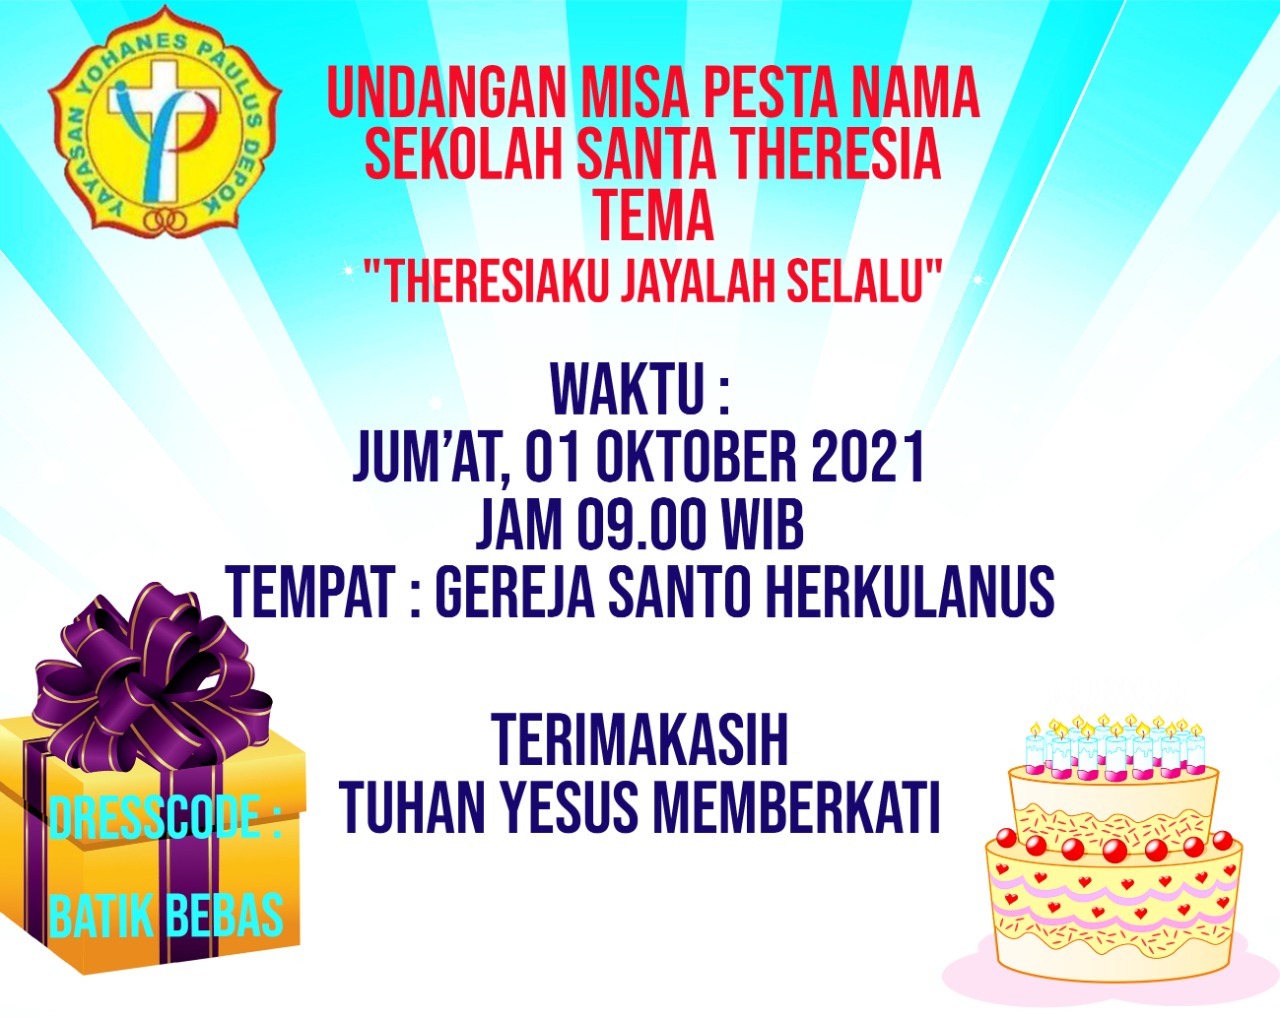 YAYASAN YOHANES PAULUS DEPOK
UNDANGAN MISA PESTA NAMA
SEKOLAH SANTA THERESIA
TEMA
"THERESIAKU JAYALAH SELALU"
WAKTU :
JUM’AT, 01 OKTOBER 2021
JAM 09.00 WIB
TEMPAT : GEREJA SANTO HERKULANUS
TERIMAKASIH
TUHAN YESUS MEMBERKATI
DRESSCODE :
BATIK BEBAS